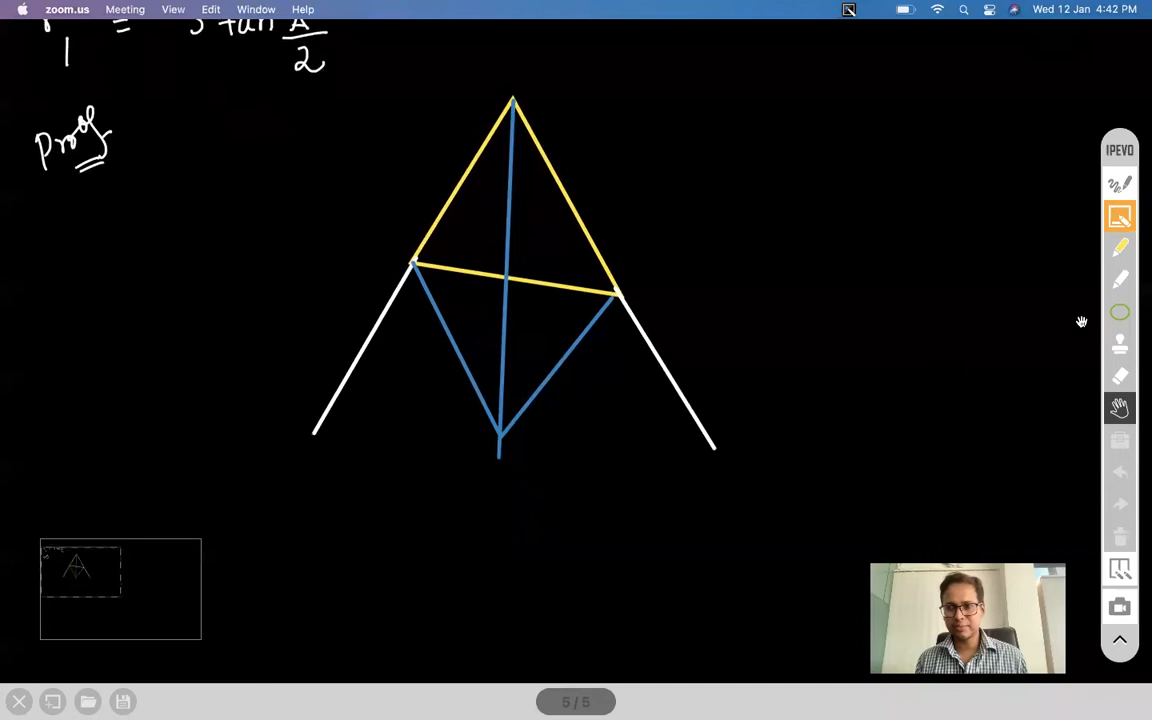 zoom.us Meeting View Edit Window Help Wed 12 Jan 4:42 PM
r1 = s tan A/2
Proof
IPEVO
5 / 5